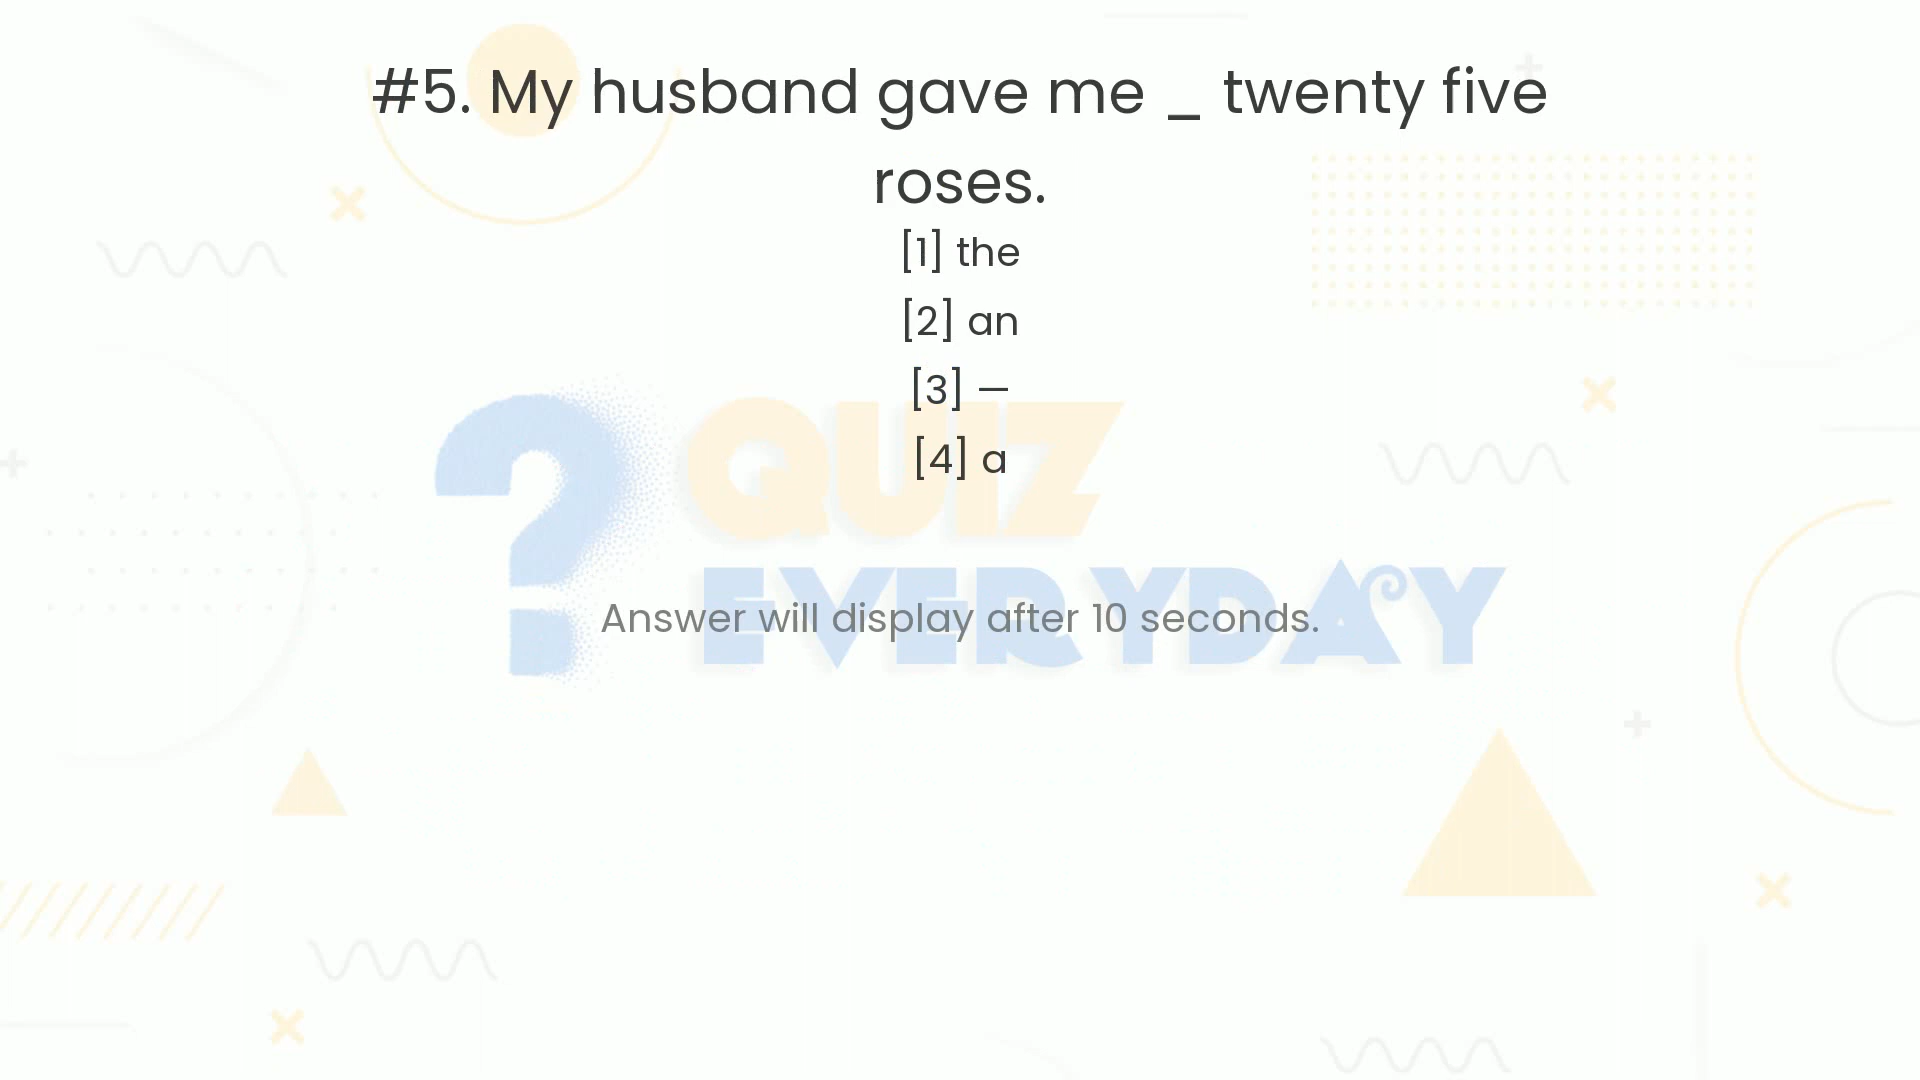 #5. My husband gave me _ twenty five
roses.
[1] the
[2] an
[3] —
[4] a
QUIZ
EVERYDAY
Answer will display after 10 seconds.